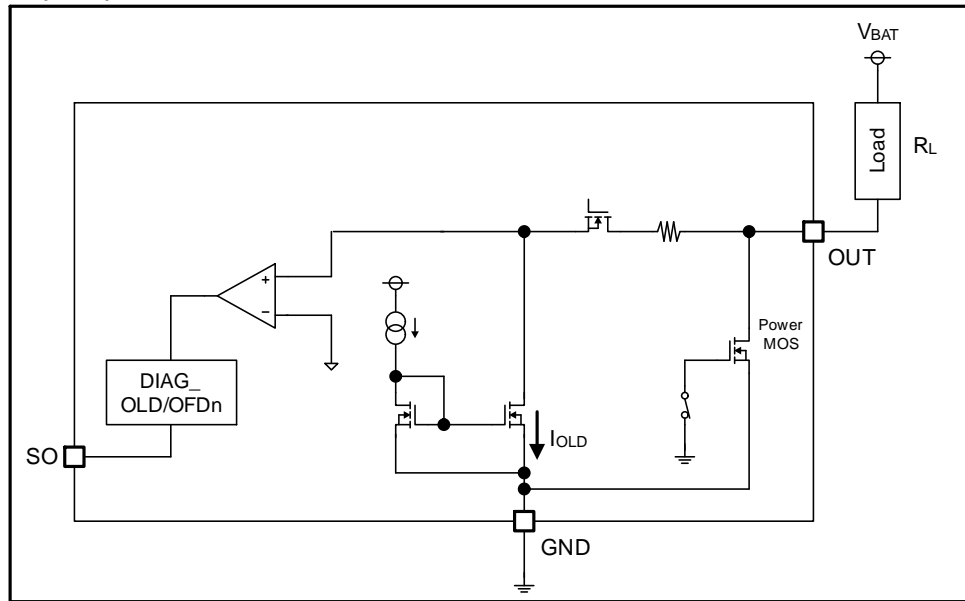 VBAT
Load
RL
OUT
+
−
Power
MOS
DIAG_
OLD/OFDn
IOLD
SO
GND